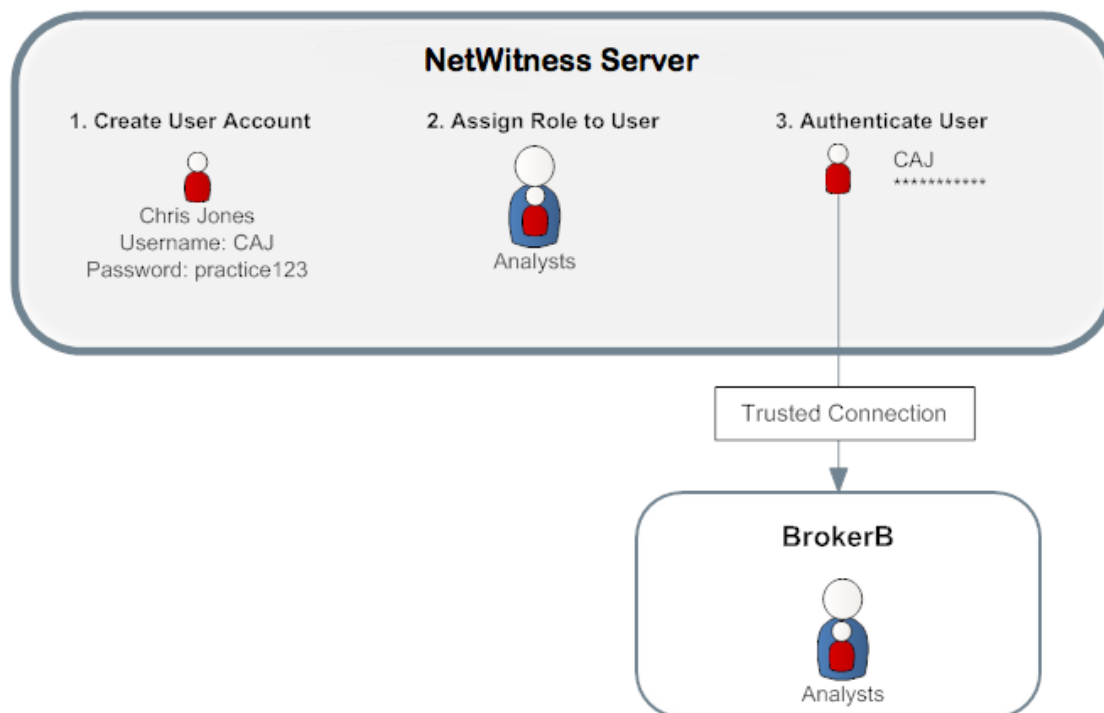 NetWitness Server
1. Create User Account
2. Assign Role to User
3. Authenticate User
Chris Jones
Username: CAJ
Password: practice123
Analysts
CAJ
***********
Trusted Connection
BrokerB
Analysts